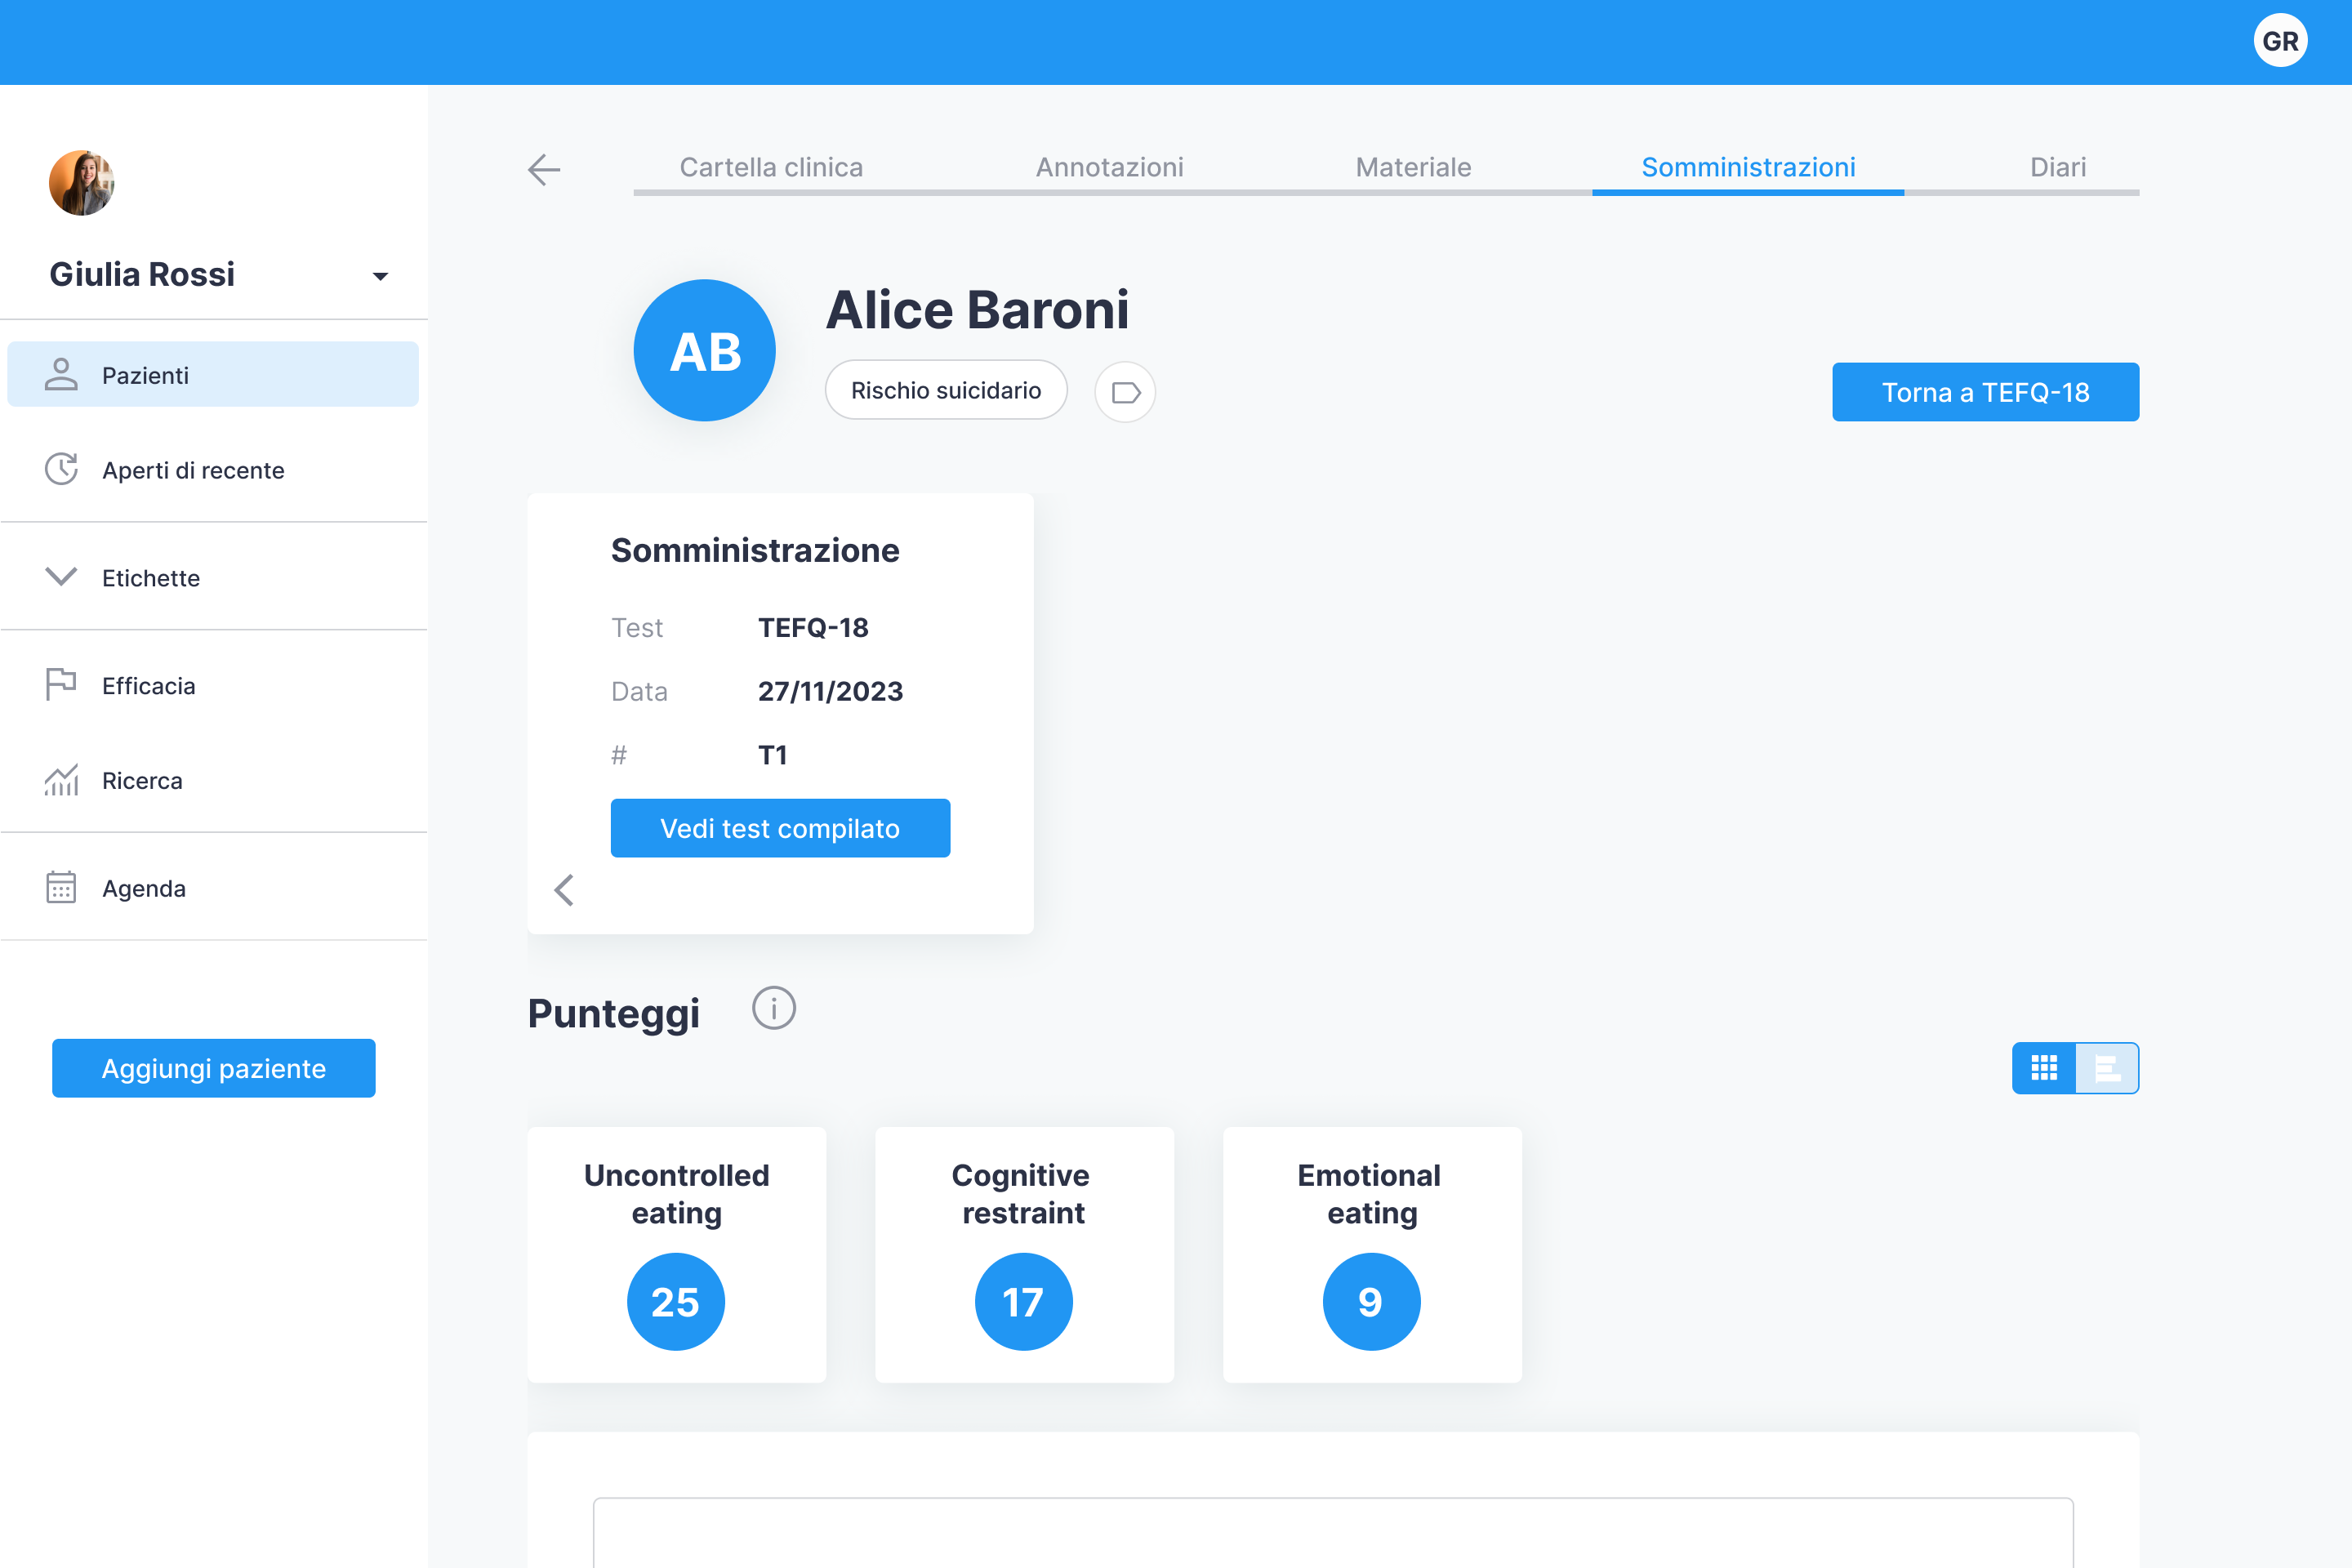 GR
Giulia Rossi
Pazienti
Aperti di recente
Etichette
Efficacia
Ricerca
Agenda
Aggiungi paziente
Cartella clinica
Annotazioni
Materiale
Somministrazioni
Diari
AB
Alice Baroni
Rischio suicidario
Torna a TEFQ-18
Somministrazione
Test TEFQ-18
Data 27/11/2023
# T1
Vedi test compilato
Punteggi
Uncontrolled
eating
25
Cognitive
restraint
17
Emotional
eating
9